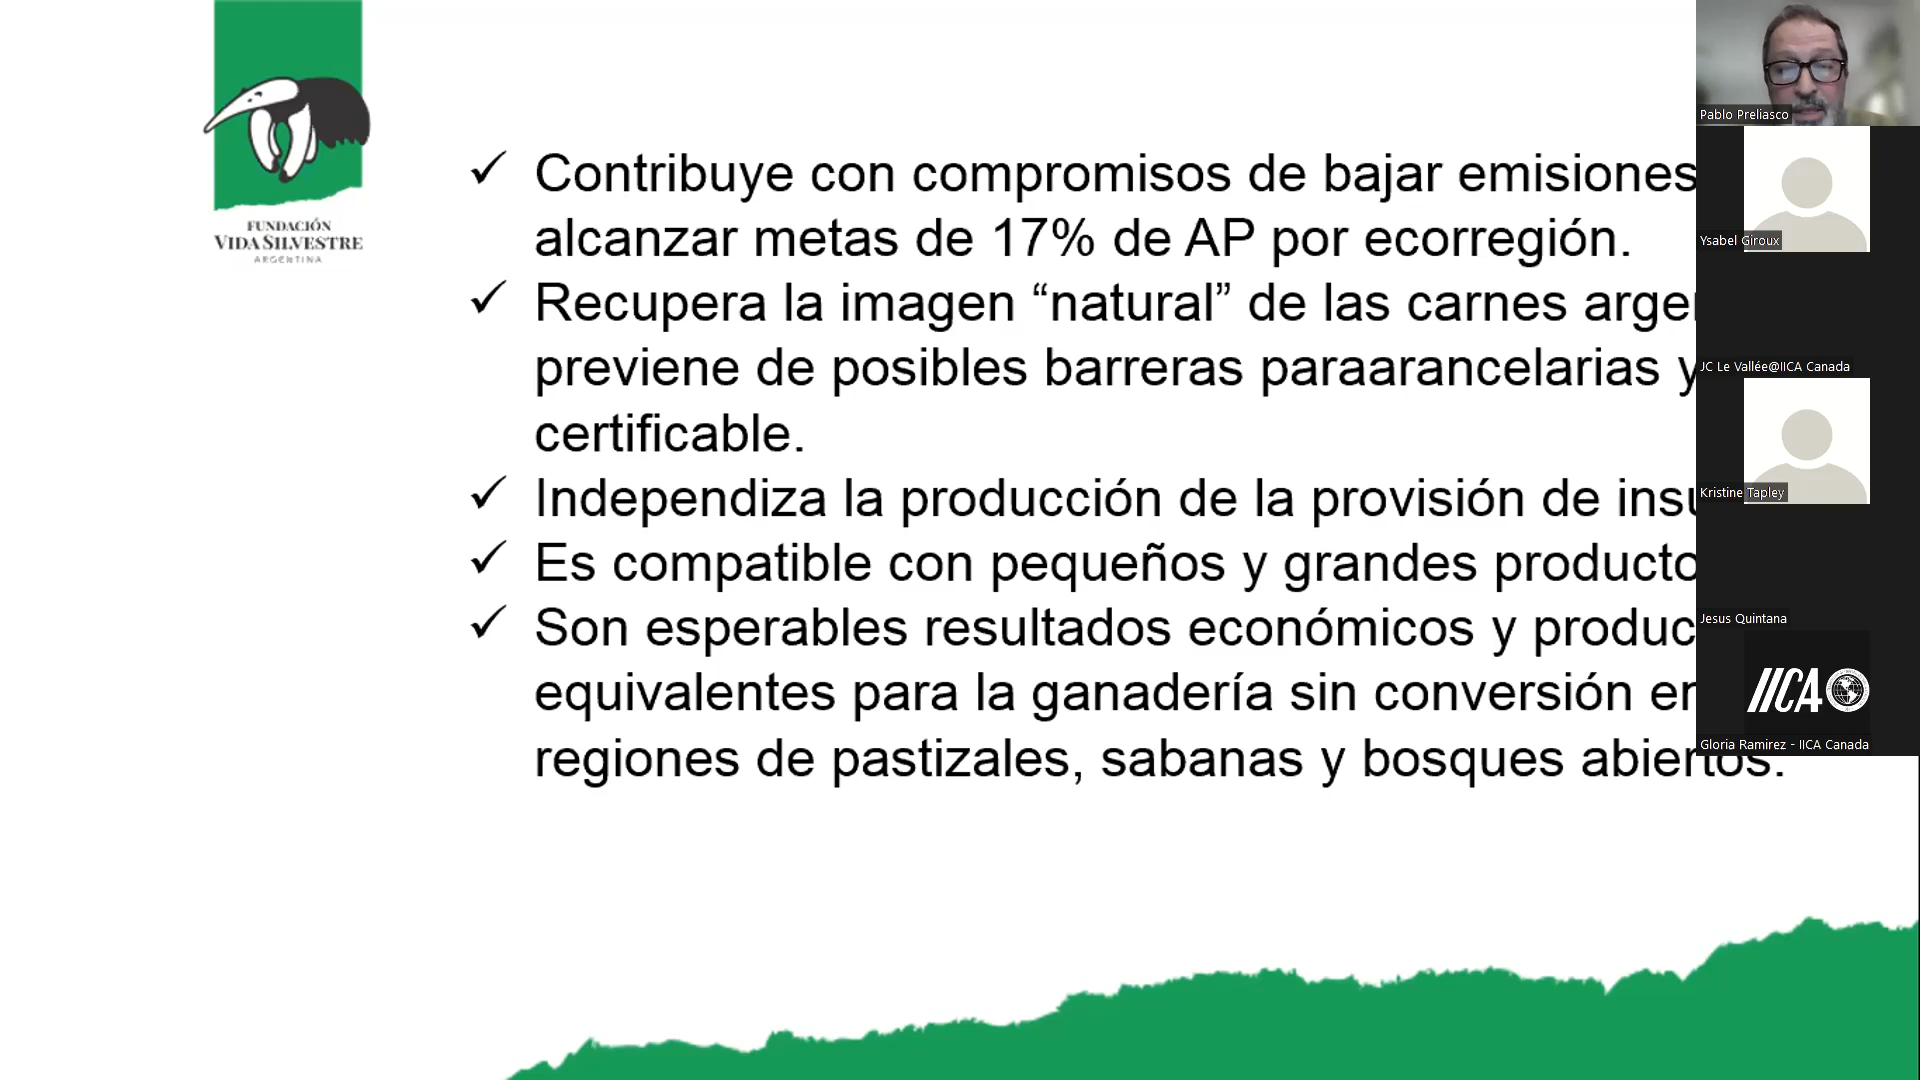 FUNDACIÓN
VIDA SILVESTRE
ARGENTINA
✓ Contribuye con compromisos de bajar emisiones
alcanzar metas de 17% de AP por ecorregión.
✓ Recupera la imagen “natural” de las carnes
previene de posibles barreras paraarancelarias y
certificable.
✓ Independiza la producción de la provisión de
✓ Es compatible con pequeños y grandes
✓ Son esperables resultados económicos y
equivalentes para la ganadería sin conversión en
regiones de pastizales, sabanas y bosques abiertos.
Pablo Preliasco
Ysabel Giroux
JC Le Vallée@IICA Canada
Kristine Tapley
Jesus Quintana
IICA
Gloria Ramirez - IICA Canada